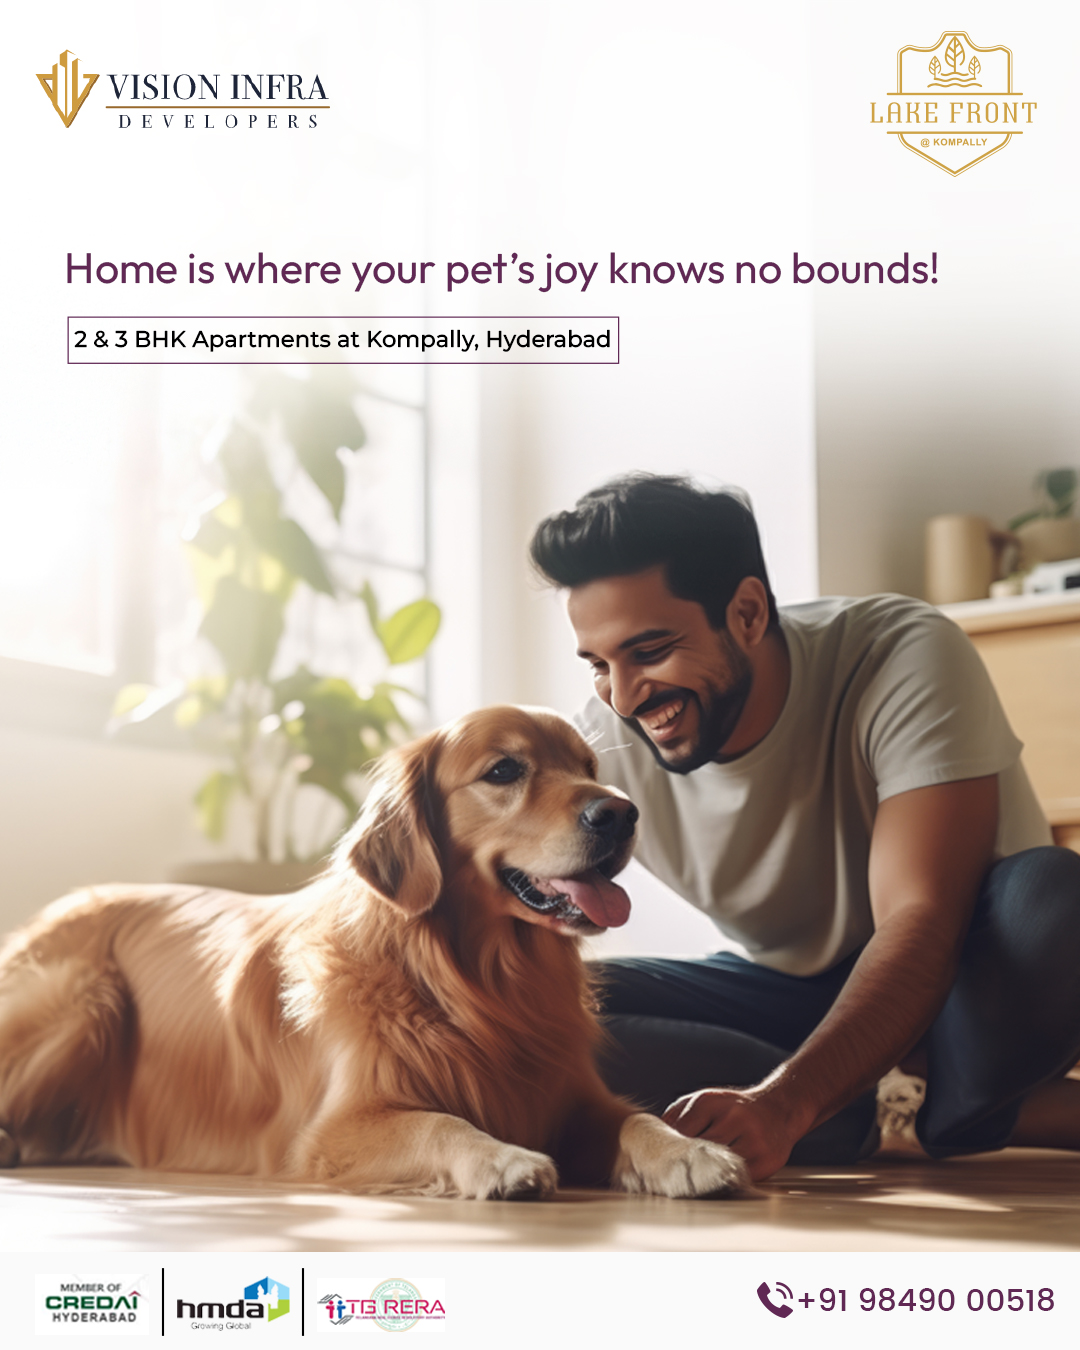 VISION INFRA
DEVELOPERS
LAKE FRONT
@ KOMPALLY
Home is where your pet's joy knows no bounds!
2 & 3 BHK Apartments at Kompally, Hyderabad
MEMBER OF
CREDAI
HYDERABAD
hmda
Growing Global
TG RERA
+91 98490 00518